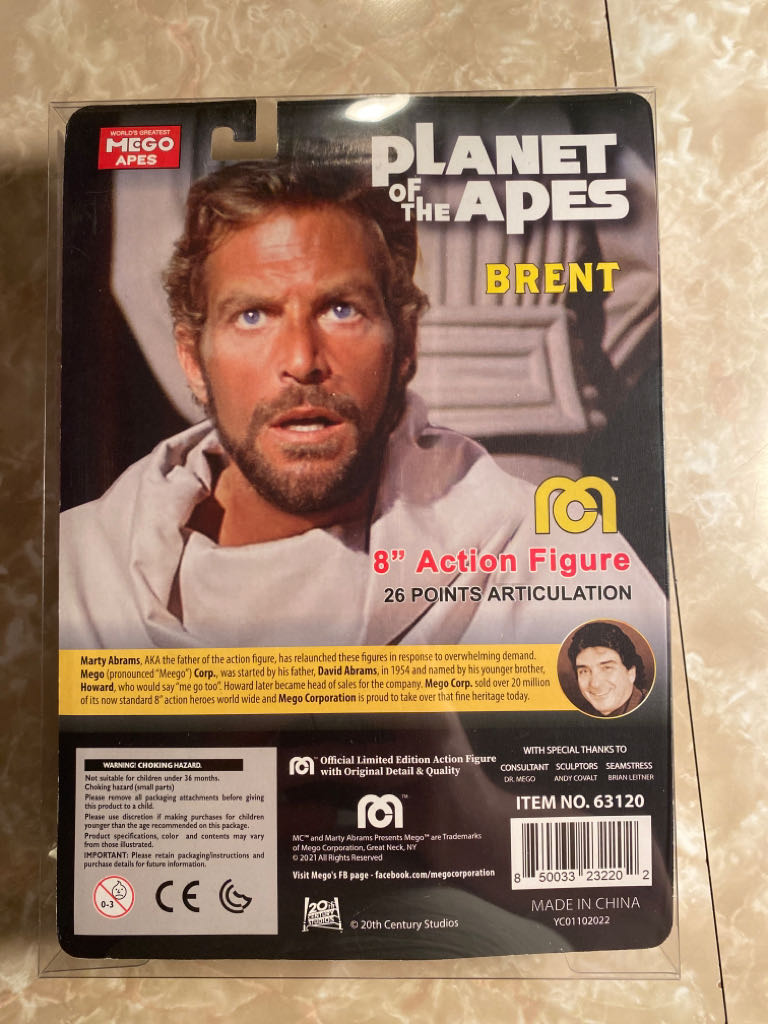 WORLD'S GREATEST
MEGO
APES
PLANET
OF
THE APES
BRENT
™
8” Action Figure
26 POINTS ARTICULATION
Marty Abrams, AKA the father of the action figure, has relaunched these figures in response to overwhelming demand.
Mego (pronounced “Meego”) Corp., was started by his father, David Abrams, in 1954 and named by his younger brother,
Howard, who would say “me go too”. Howard later became head of sales for the company. Mego Corp. sold over 20 million
of its now standard 8" action heroes world wide and Mego Corporation is proud to take over that fine heritage today.
WARNING! CHOKING HAZARD.
Not suitable for children under 36 months.
Choking hazard (small parts)
Please remove all packaging attachments before giving
this product to a child.
Please use discretion if making purchases for children
younger than the age recommended on this package.
Product specifications, color and contents may vary
from those illustrated.
IMPORTANT: Please retain packaging/instructions and
purchase details for future information.
0-3
CE
™ Official Limited Edition Action Figure
with Original Detail & Quality
™
MC™ and Marty Abrams Presents Mego™ are Trademarks
of Mego Corporation, Great Neck, NY
© 2021 All Rights Reserved
Visit Mego's FB page - facebook.com/megocorporation
20TH
CENTURY
STUDIOS
© 20th Century Studios
WITH SPECIAL THANKS TO
CONSULTANT SCULPTORS SEAMSTRESS
DR. MEGO ANDY COVALT BRIAN LEITNER
ITEM NO. 63120
8 50033 23220 2
MADE IN CHINA
YC01102022